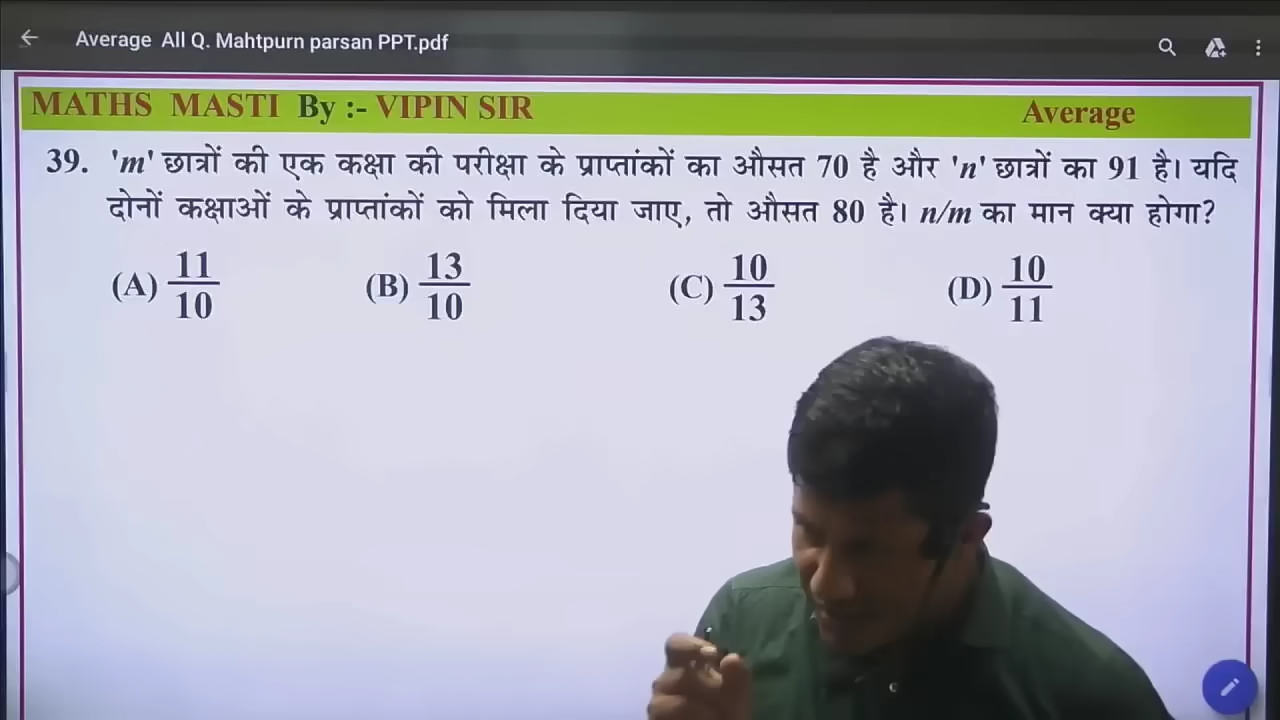 Average All Q. Mahtpurn parsan PPT.pdf
MATHS MASTI By :- VIPIN SIR Average
39. 'm' छात्रों की एक कक्षा की परीक्षा के प्राप्तांकों का औसत 70 है और 'n' छात्रों का 91 है। यदि
दोनों कक्षाओं के प्राप्तांकों को मिला दिया जाए, तो औसत 80 है। n/m का मान क्या होगा?
(A) 11/10 (B) 13/10 (C) 10/13 (D) 10/11